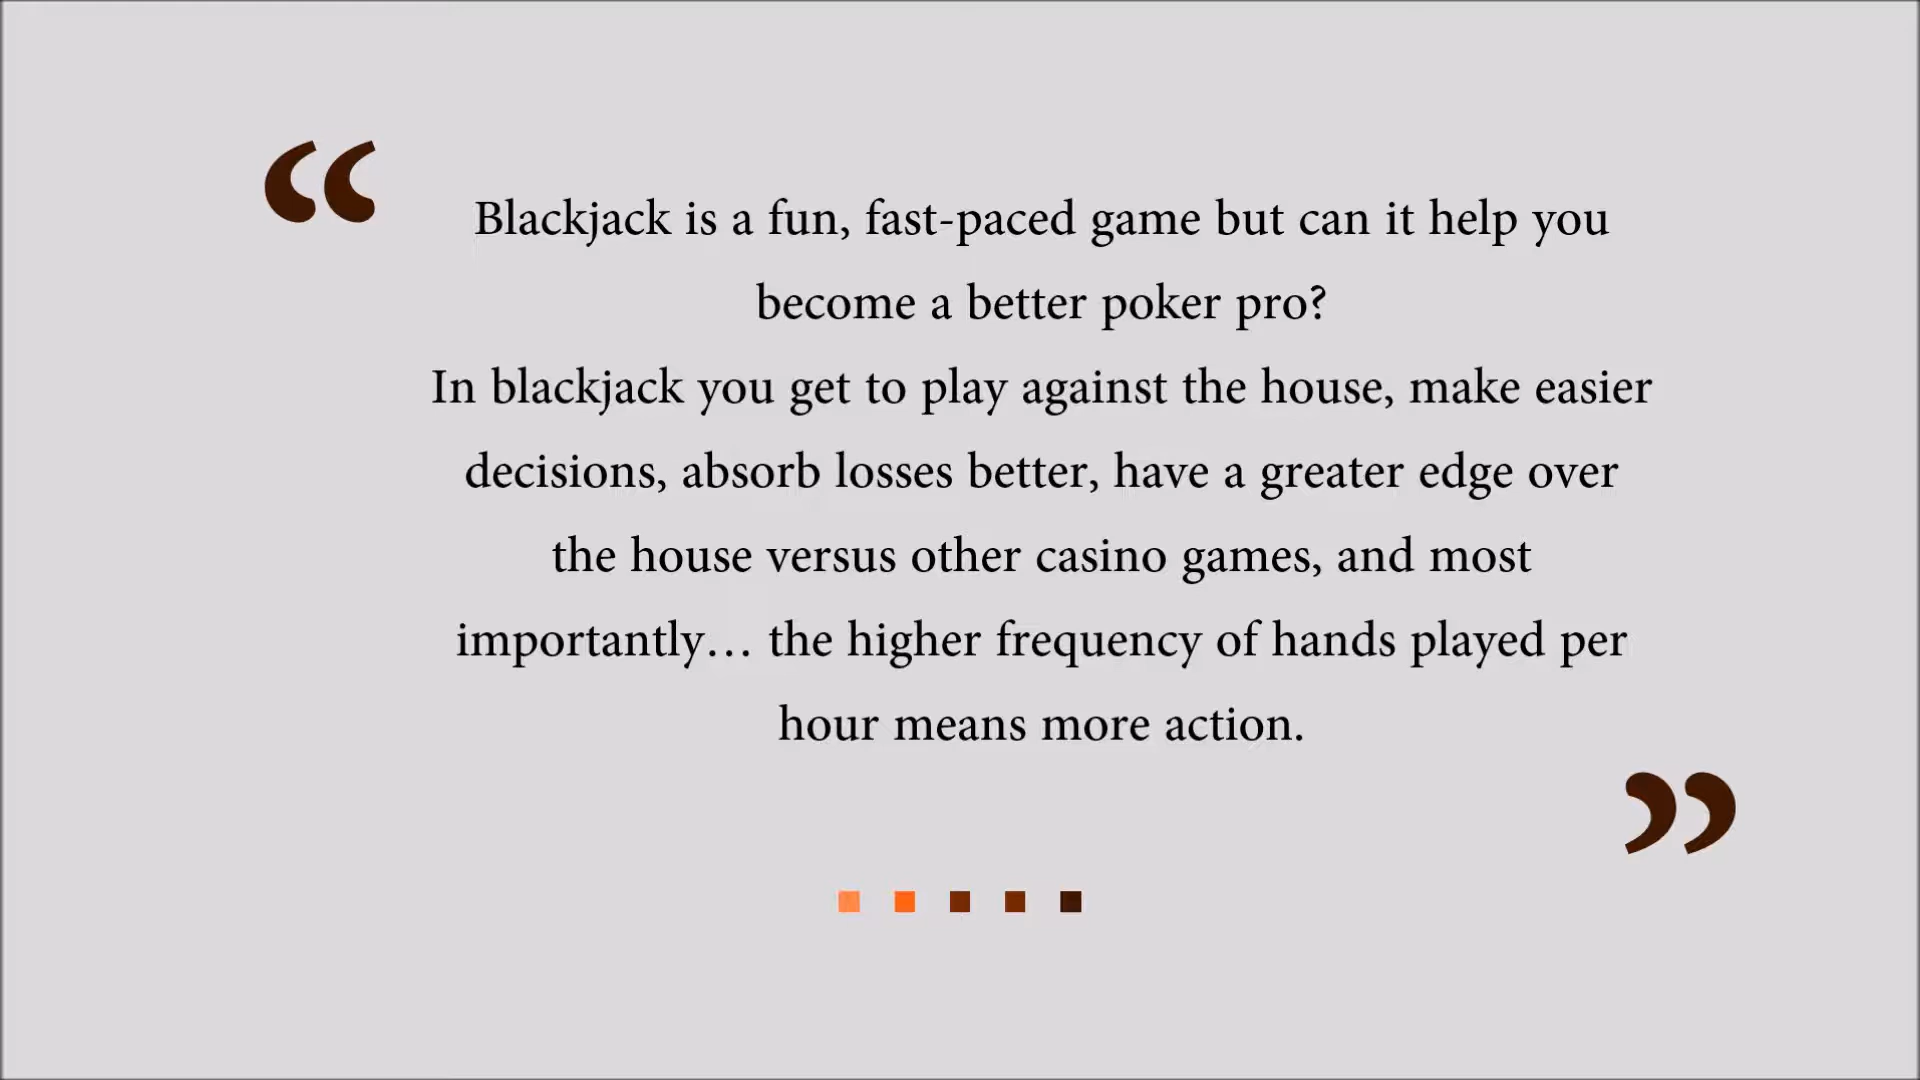 “
Blackjack is a fun, fast-paced game but can it help you
become a better poker pro?
In blackjack you get to play against the house, make easier
decisions, absorb losses better, have a greater edge over
the house versus other casino games, and most
importantly… the higher frequency of hands played per
hour means more action.
”